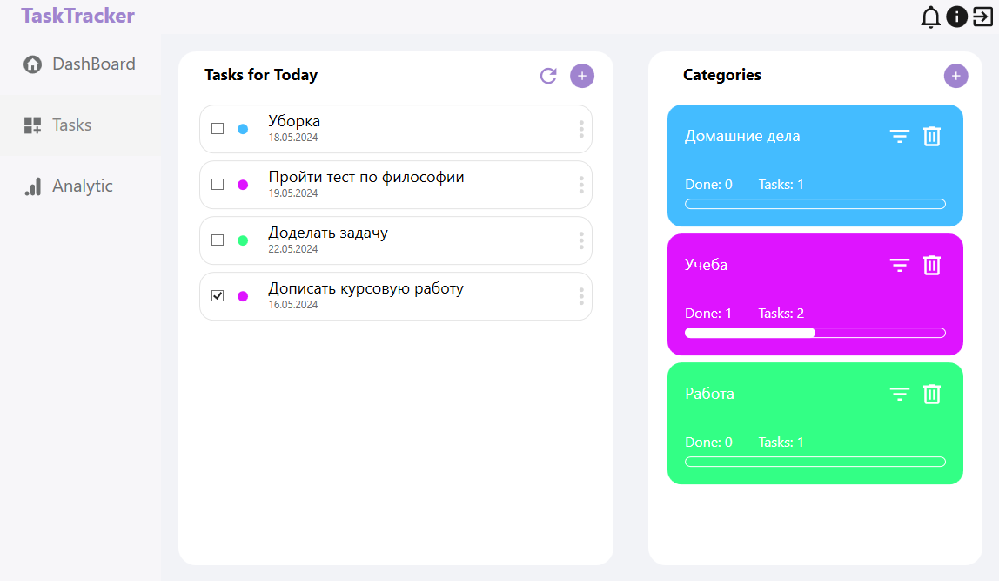 TaskTracker
DashBoard
Tasks
Analytic
Tasks for Today
Уборка
18.05.2024
Пройти тест по философии
19.05.2024
Доделать задачу
22.05.2024
Дописать курсовую работу
16.05.2024
Categories
Домашние дела
Done: 0 Tasks: 1
Учеба
Done: 1 Tasks: 2
Работа
Done: 0 Tasks: 1